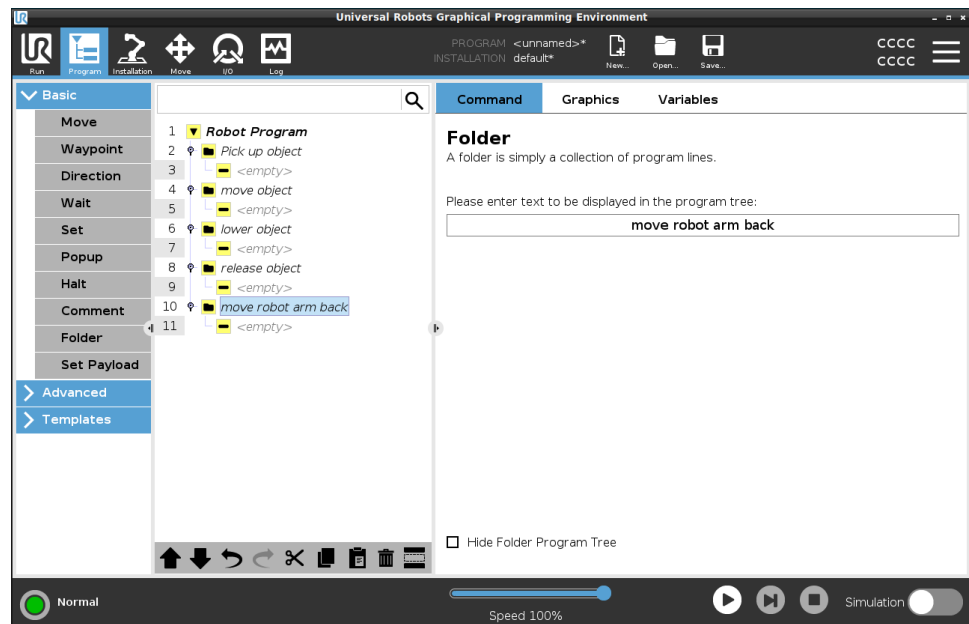 Universal Robots Graphical Programming Environment
UR
Run
Program
Installation
Move
I/O
Log
PROGRAM <unnamed>*
INSTALLATION default*
New...
Open...
Save...
CCCC
CCCC
Basic
Move
Waypoint
Direction
Wait
Set
Popup
Halt
Comment
Folder
Set Payload
Advanced
Templates
1 Robot Program
2 Pick up object
3 <empty>
4 move object
5 <empty>
6 lower object
7 <empty>
8 release object
9 <empty>
10 move robot arm back
11 <empty>
Command Graphics Variables
Folder
A folder is simply a collection of program lines.
Please enter text to be displayed in the program tree:
move robot arm back
Hide Folder Program Tree
Normal
Speed 100%
Simulation